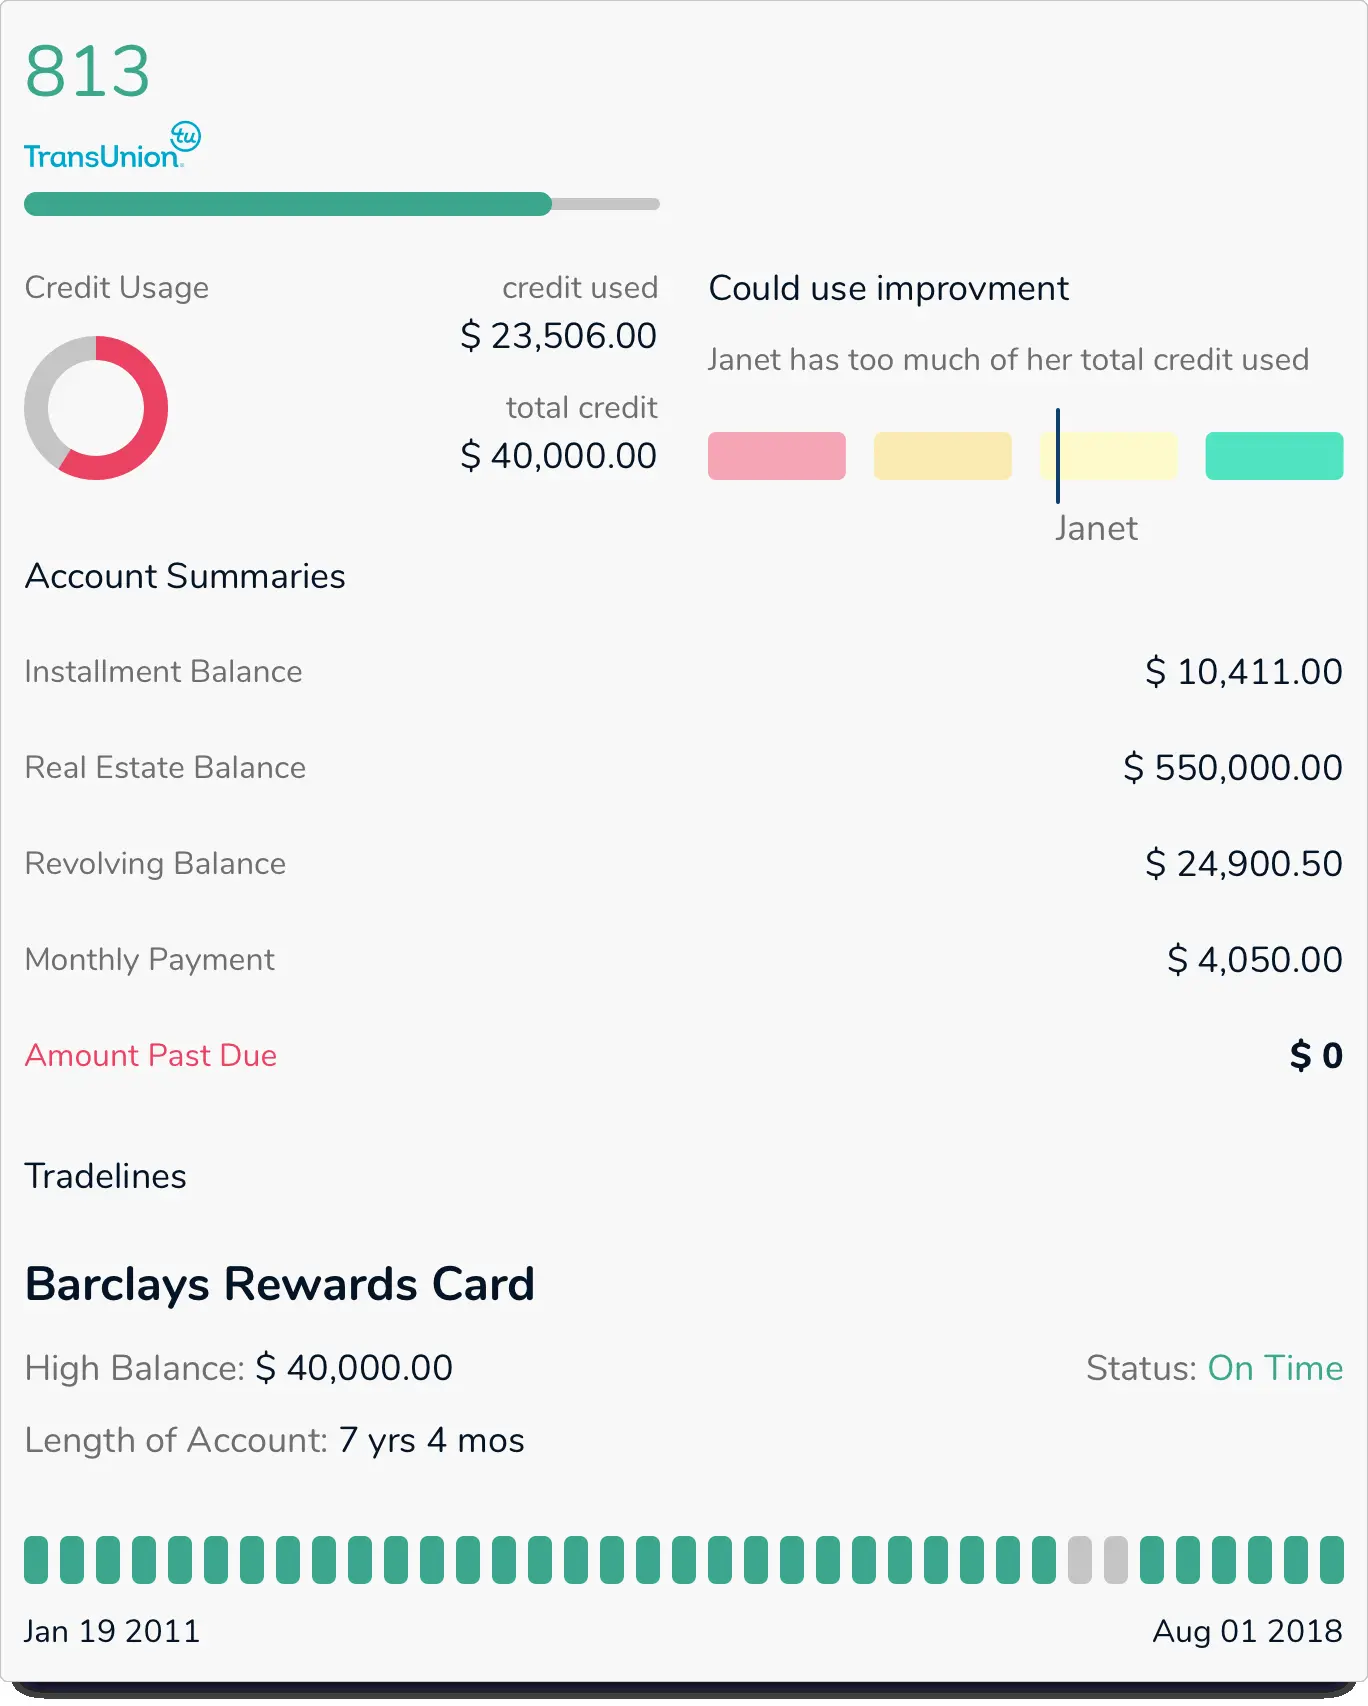 813
TransUnion tu
Credit Usage
credit used
$ 23,506.00
total credit
$ 40,000.00
Could use improvment
Janet has too much of her total credit used
Janet
Account Summaries
Installment Balance $ 10,411.00
Real Estate Balance $ 550,000.00
Revolving Balance $ 24,900.50
Monthly Payment $ 4,050.00
Amount Past Due $ 0
Tradelines
Barclays Rewards Card
High Balance: $ 40,000.00 Status: On Time
Length of Account: 7 yrs 4 mos
Jan 19 2011 Aug 01 2018